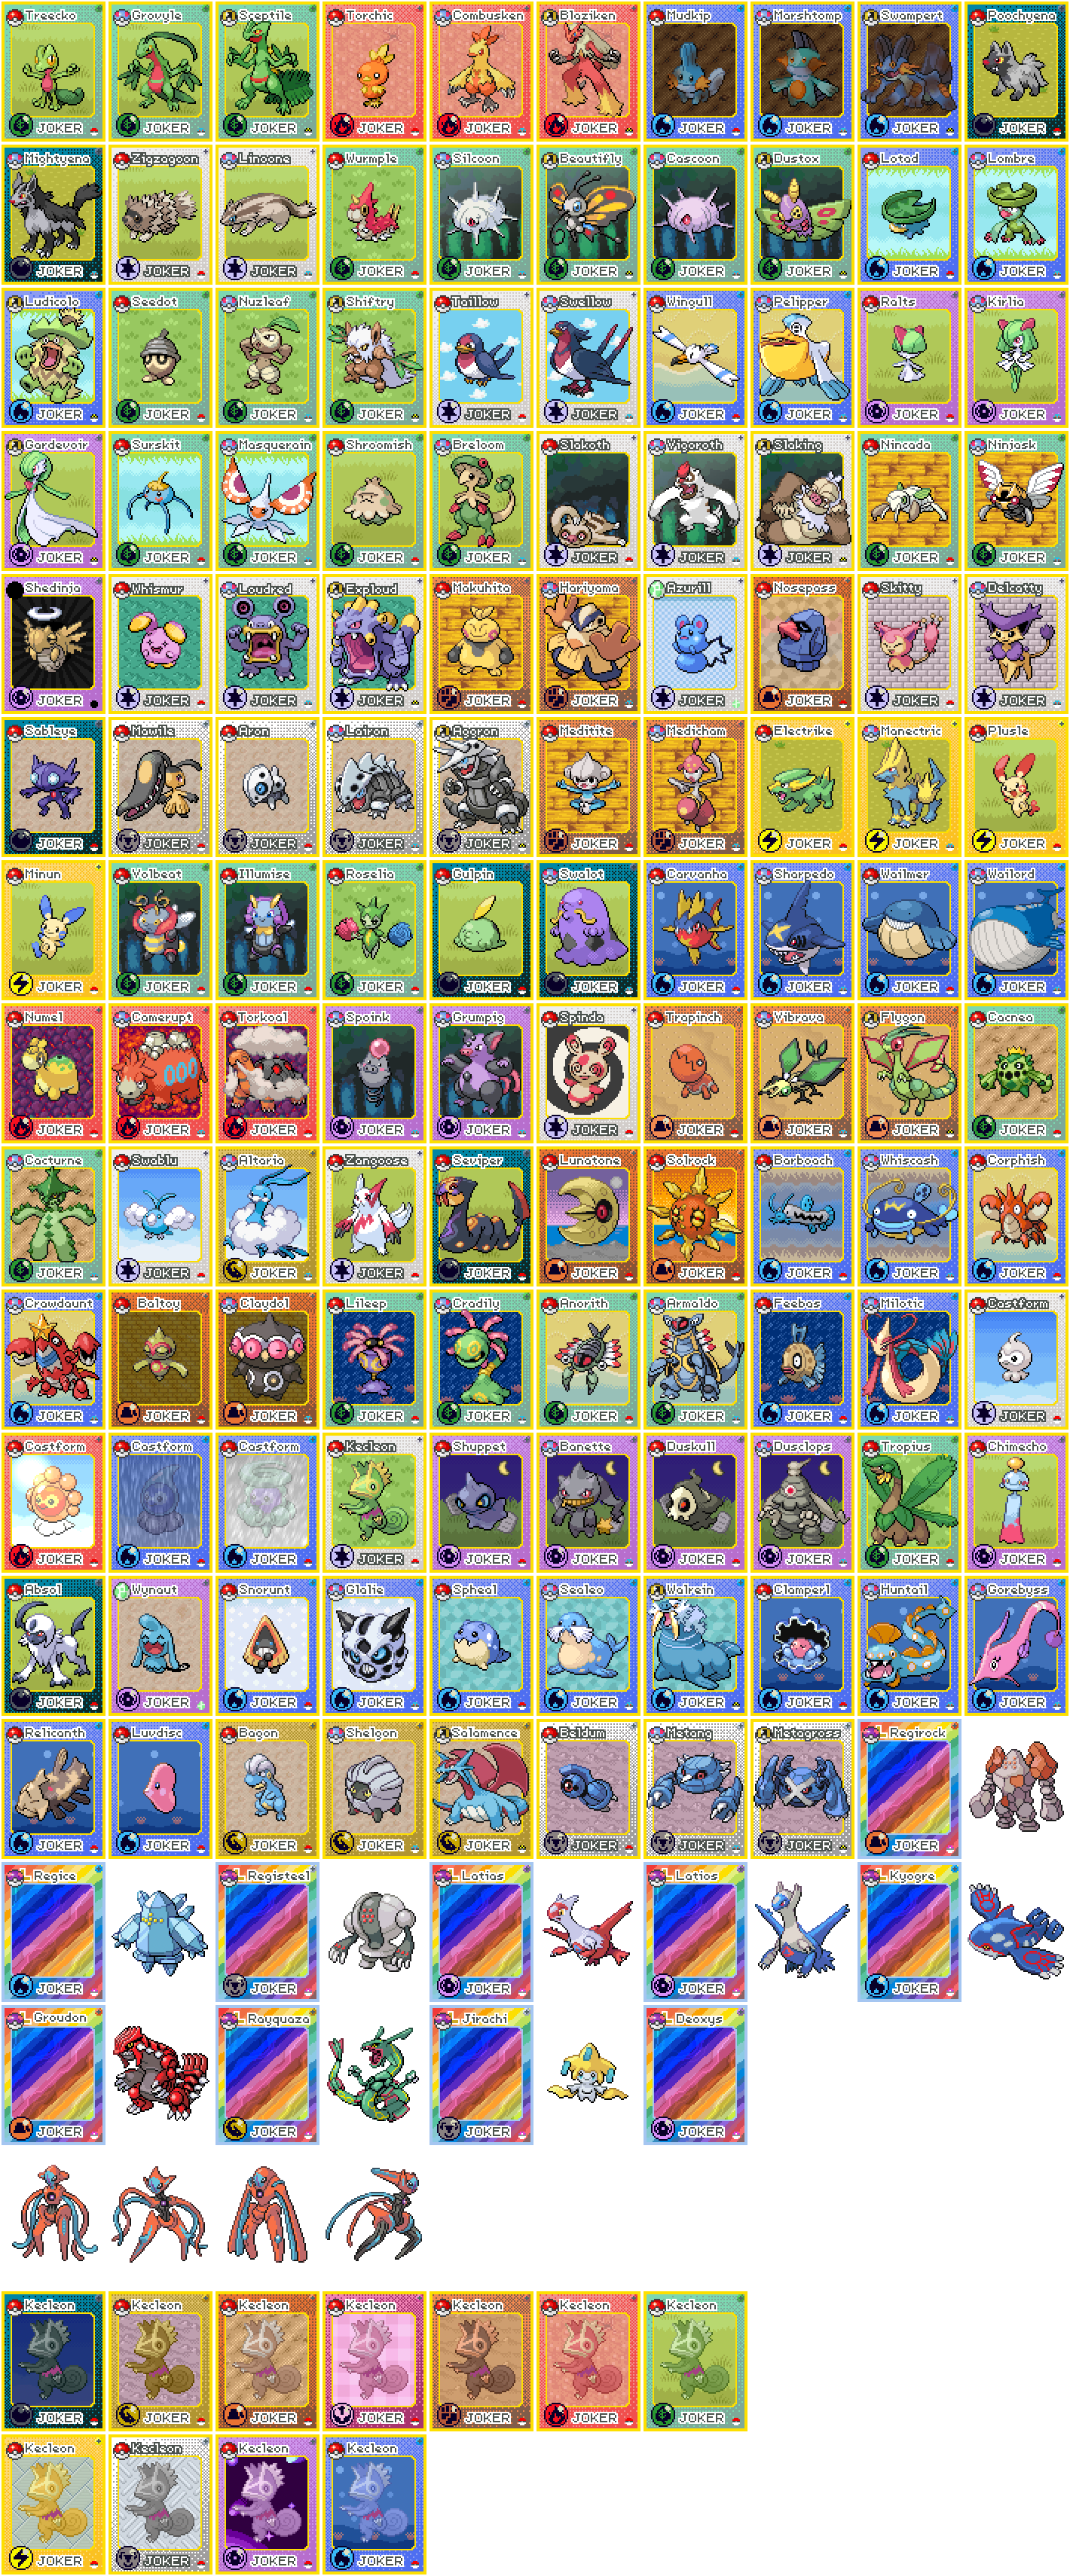 Treecko Grovyle Sceptile Torchic Combusken Blaziken Mudkip Marshtomp Swampert Poochyena
JOKER JOKER JOKER JOKER JOKER JOKER JOKER JOKER JOKER JOKER
Mightyena Zigzagoon Linoone Wurmple Silcoon Beautifly Cascoon Dustox Lotad Lombre
JOKER JOKER JOKER JOKER JOKER JOKER JOKER JOKER JOKER JOKER
Ludicolo Seedot Nuzleaf Shiftry Taillow Swellow Wingull Pelipper Ralts Kirlia
JOKER JOKER JOKER JOKER JOKER JOKER JOKER JOKER JOKER JOKER
Gardevoir Surskit Masquerain Shroomish Breloom Slakoth Vigoroth Slaking Nincada Ninjask
JOKER JOKER JOKER JOKER JOKER JOKER JOKER JOKER JOKER JOKER
Shedinja Whismur Loudred Exploud Makuhita Hariyama Azurill Nosepass Skitty Delcatty
JOKER JOKER JOKER JOKER JOKER JOKER JOKER JOKER JOKER JOKER
Sableye Mawile Aron Lairon Aggron Meditite Medicham Electrike Manectric Plusle
JOKER JOKER JOKER JOKER JOKER JOKER JOKER JOKER JOKER JOKER
Minun Volbeat Illumise Roselia Gulpin Swalot Carvanha Sharpedo Wailmer Wailord
JOKER JOKER JOKER JOKER JOKER JOKER JOKER JOKER JOKER JOKER
Numel Camerupt Torkoal Spoink Grumpig Spinda Trapinch Vibrava Flygon Cacnea
JOKER JOKER JOKER JOKER JOKER JOKER JOKER JOKER JOKER JOKER
Cacturne Swablu Altaria Zangoose Seviper Lunatone Solrock Barboach Whiscash Corphish
JOKER JOKER JOKER JOKER JOKER JOKER JOKER JOKER JOKER JOKER
Crawdaunt Baltoy Claydol Lileep Cradily Anorith Armaldo Feebas Milotic Castform
JOKER JOKER JOKER JOKER JOKER JOKER JOKER JOKER JOKER JOKER
Castform Castform Castform Kecleon Shuppet Banette Duskull Dusclops Tropius Chimecho
JOKER JOKER JOKER JOKER JOKER JOKER JOKER JOKER JOKER JOKER
Absol Wynaut Snorunt Glalie Spheal Sealeo Walrein Clamperl Huntail Gorebyss
JOKER JOKER JOKER JOKER JOKER JOKER JOKER JOKER JOKER JOKER
Relicanth Luvdisc Bagon Shelgon Salamence Beldum Metang Metagross Regirock
JOKER JOKER JOKER JOKER JOKER JOKER JOKER JOKER JOKER
Regice Registeel Latias Latios Kyogre
JOKER JOKER JOKER JOKER JOKER
Groudon Rayquaza Jirachi Deoxys
JOKER JOKER JOKER JOKER
Kecleon Kecleon Kecleon Kecleon Kecleon Kecleon Kecleon
JOKER JOKER JOKER JOKER JOKER JOKER JOKER
Kecleon Kecleon Kecleon Kecleon
JOKER JOKER JOKER JOKER